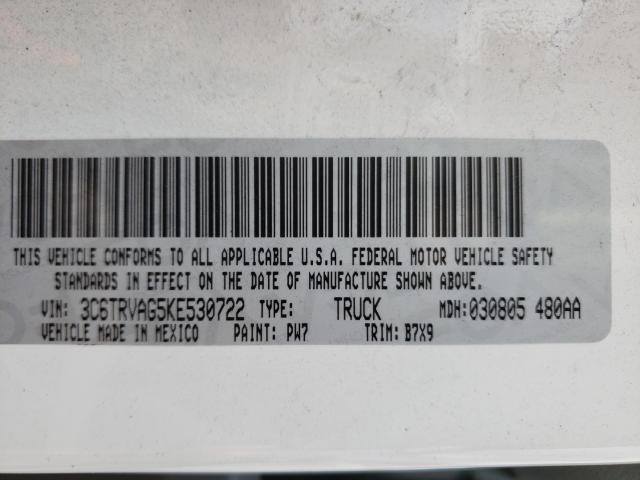 THIS VEHICLE CONFORMS TO ALL APPLICABLE U.S.A. FEDERAL MOTOR VEHICLE SAFETY
STANDARDS IN EFFECT ON THE DATE OF MANUFACTURE SHOWN ABOVE.
VIN: 3C6TRVAG5KE530722 TYPE: TRUCK MDH:030805 480AA
VEHICLE MADE IN MEXICO PAINT: PW7 TRIM: B7X9